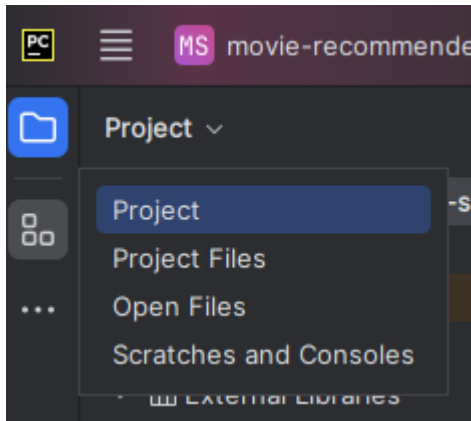 PC
MS movie-recommende
Project
-s
Project
Project Files
Open Files
Scratches and Consoles
External Libraries